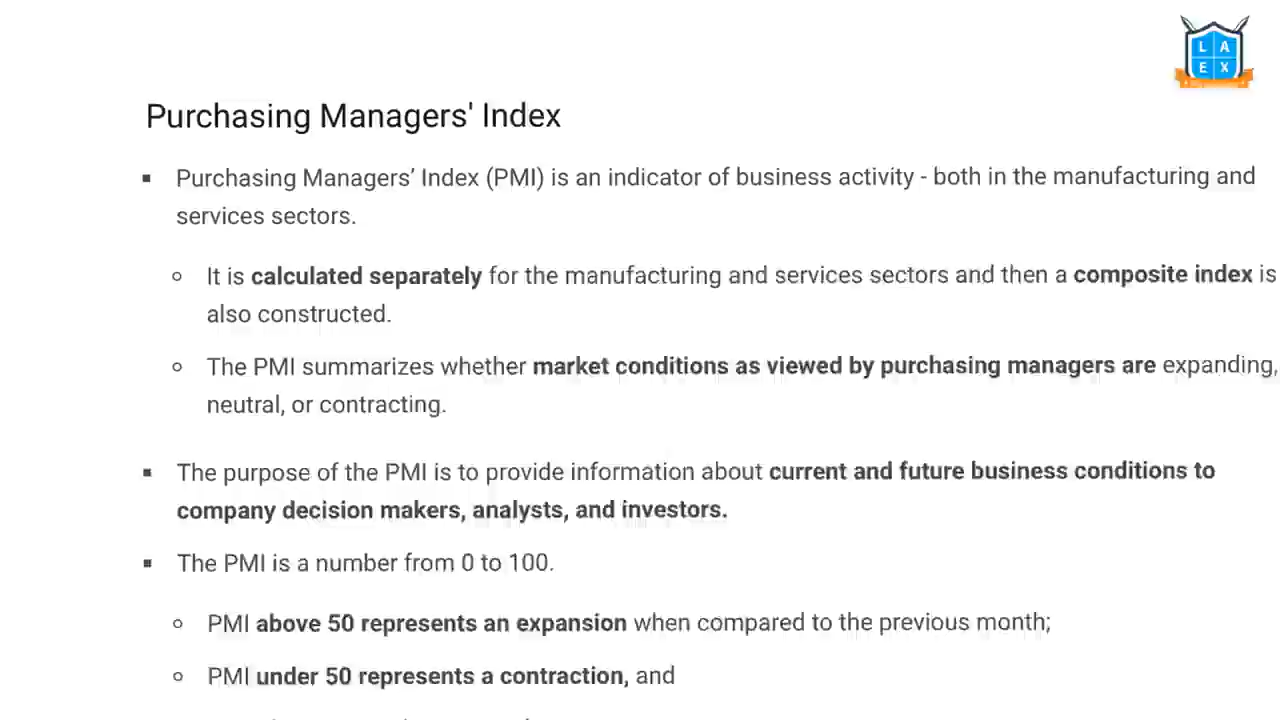 L A
E X
Purchasing Managers' Index
▪ Purchasing Managers’ Index (PMI) is an indicator of business activity - both in the manufacturing and
services sectors.
○ It is calculated separately for the manufacturing and services sectors and then a composite index is
also constructed.
○ The PMI summarizes whether market conditions as viewed by purchasing managers are expanding,
neutral, or contracting.
▪ The purpose of the PMI is to provide information about current and future business conditions to
company decision makers, analysts, and investors.
▪ The PMI is a number from 0 to 100.
○ PMI above 50 represents an expansion when compared to the previous month;
○ PMI under 50 represents a contraction, and